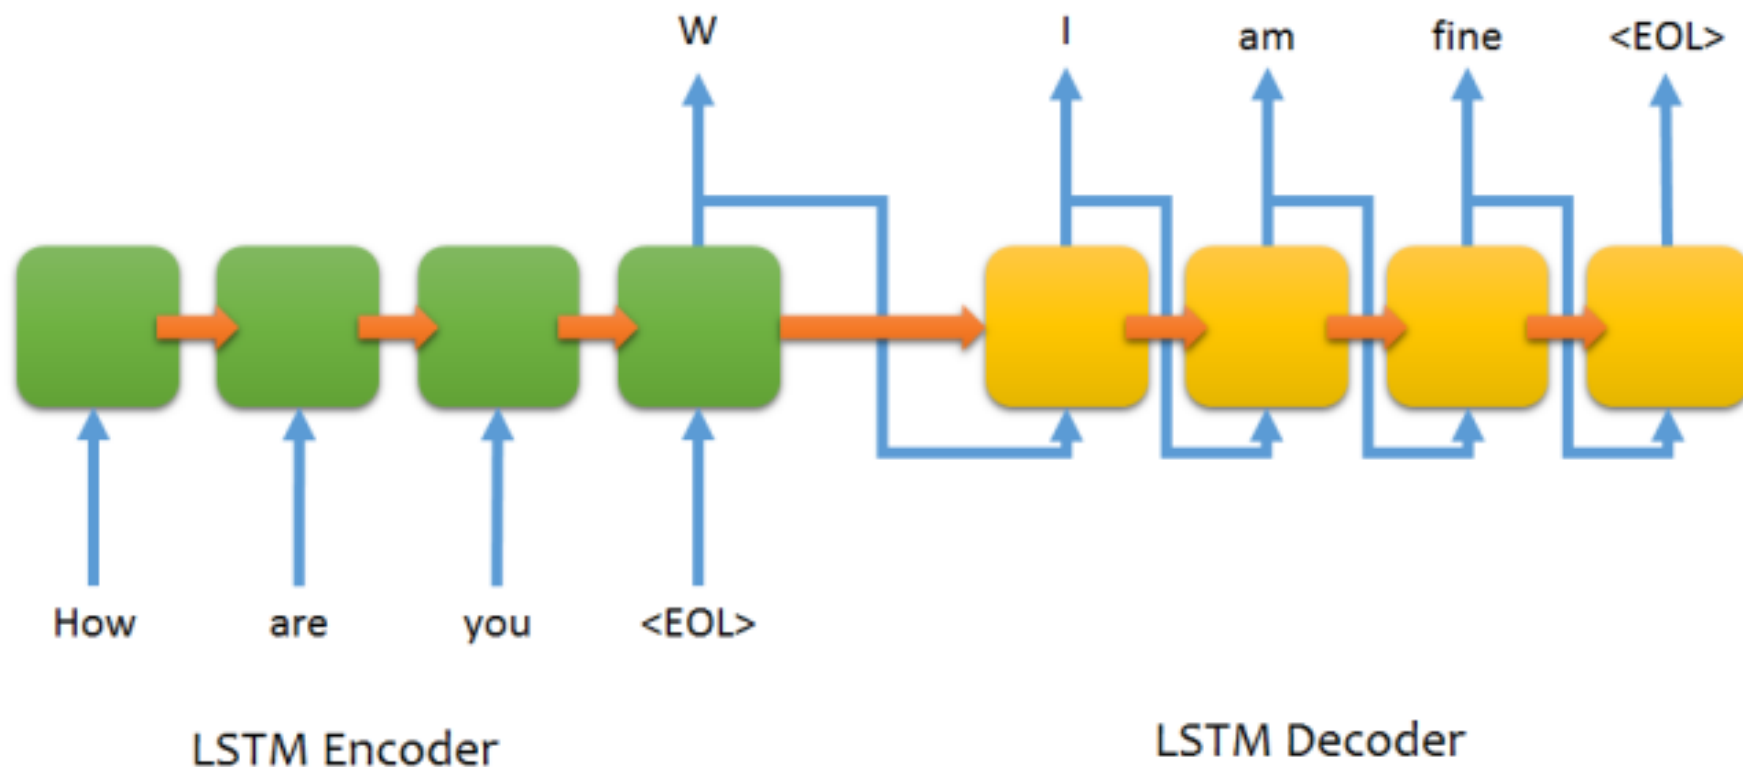 W I am fine <EOL>
How are you <EOL>
LSTM Encoder LSTM Decoder